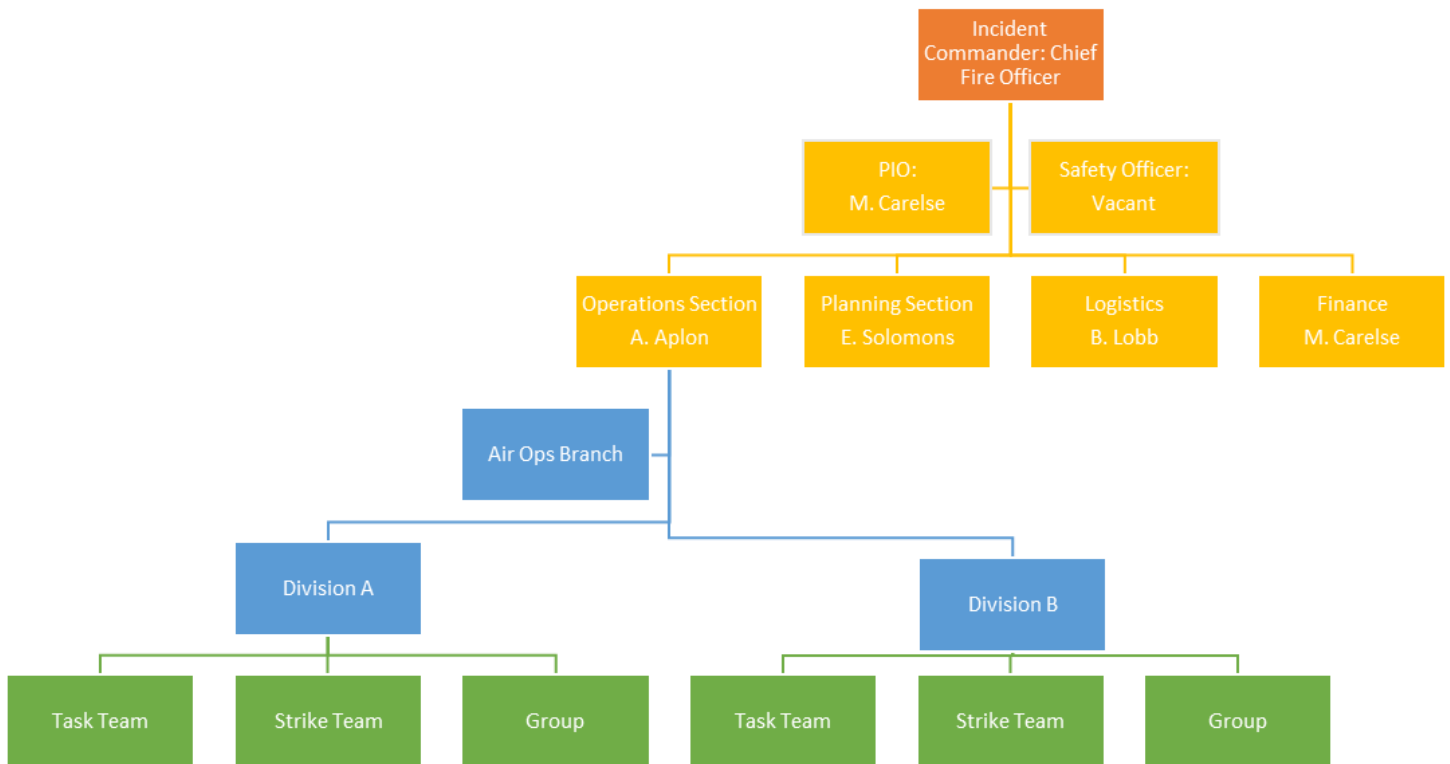 Incident
Commander: Chief
Fire Officer
PIO:
M. Carelse
Safety Officer:
Vacant
Operations Section
A. Aplon
Planning Section
E. Solomons
Logistics
B. Lobb
Finance
M. Carelse
Air Ops Branch
Division A
Division B
Task Team
Strike Team
Group
Task Team
Strike Team
Group